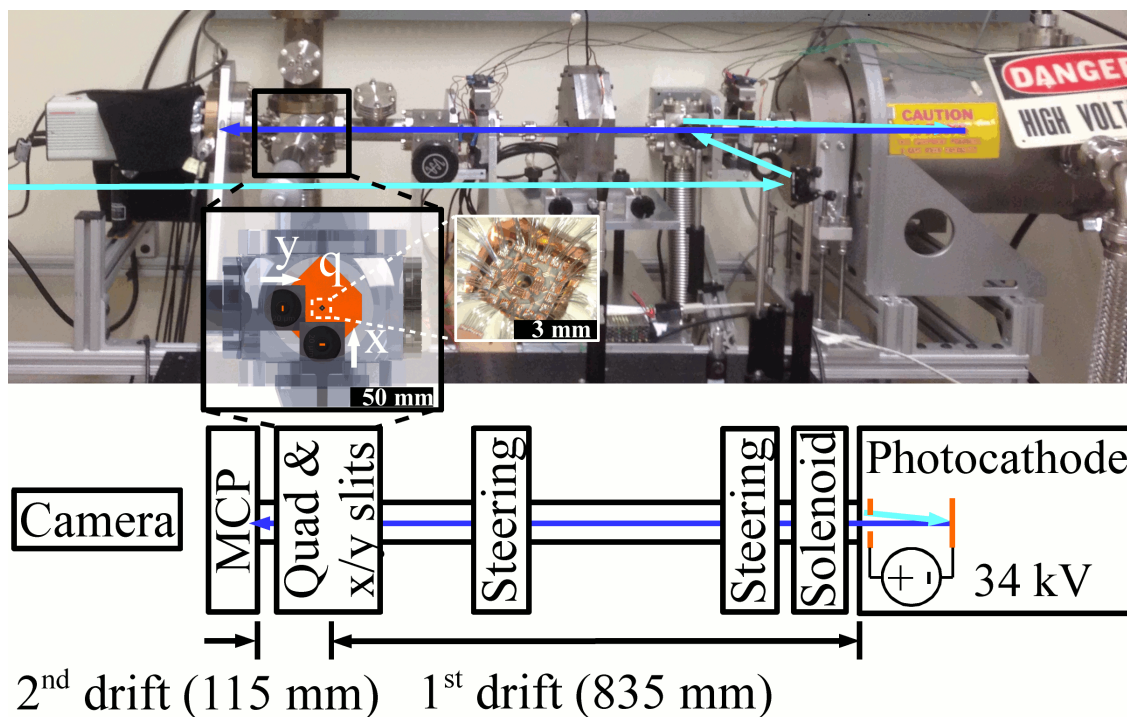 DANGER
HIGH VOLT
CAUTION
y
q
x
3 mm
50 mm
Camera
MCP
Quad &
x/y slits
Steering
Steering
Solenoid
Photocathode
+ -
34 kV
2nd drift (115 mm)
1st drift (835 mm)